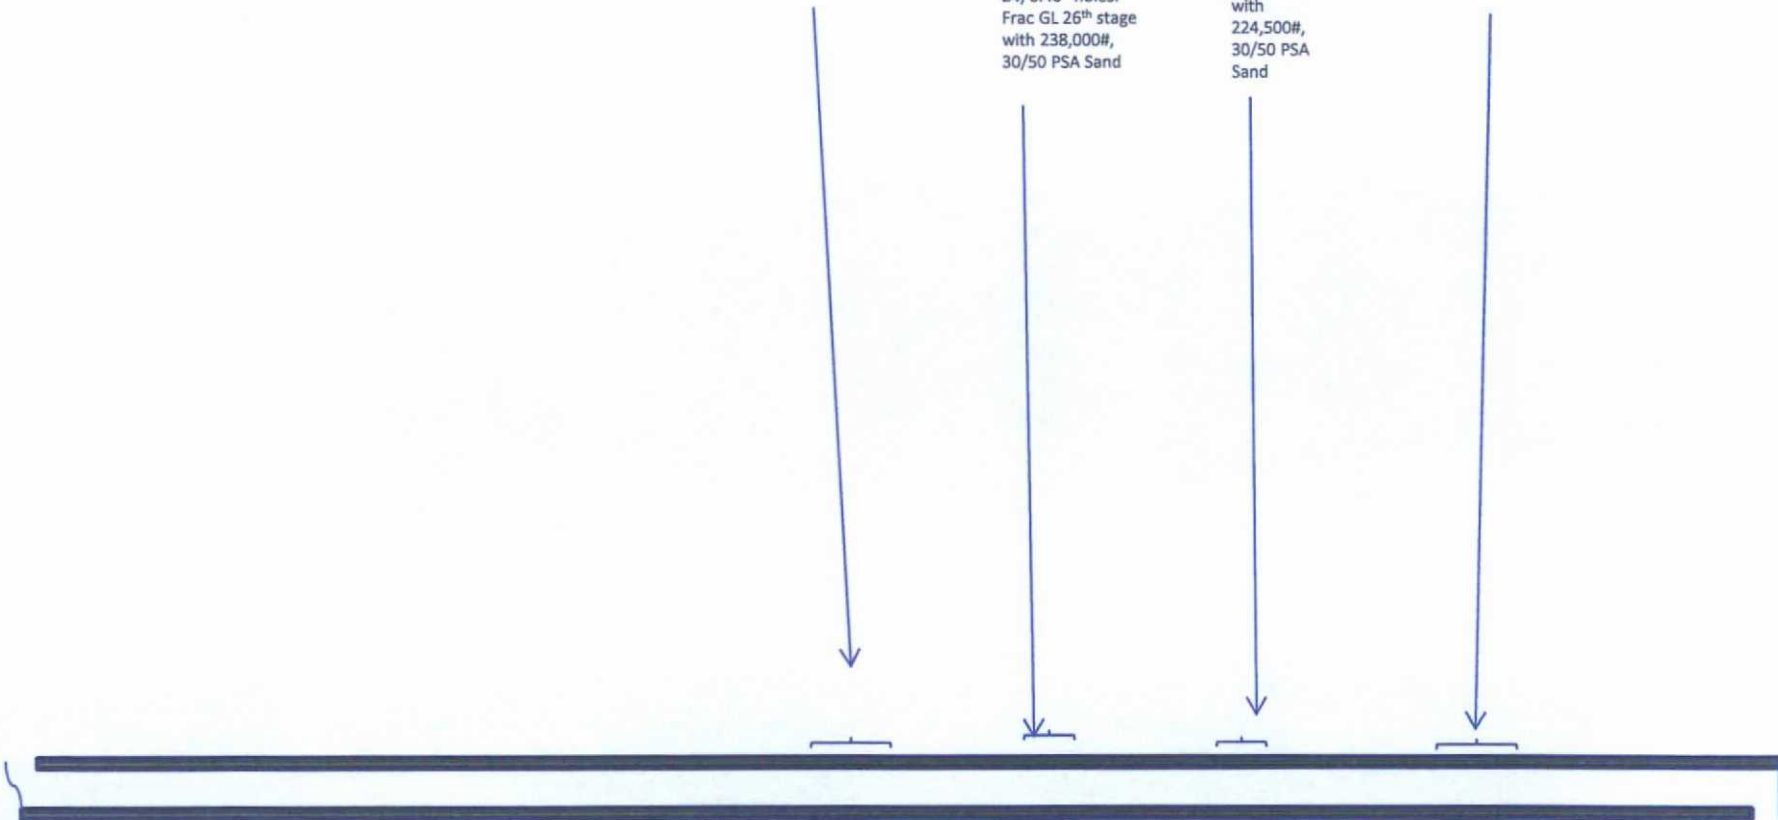 Frac GL 26th stage
with 238,000#,
30/50 PSA Sand
with
224,500#,
30/50 PSA
Sand